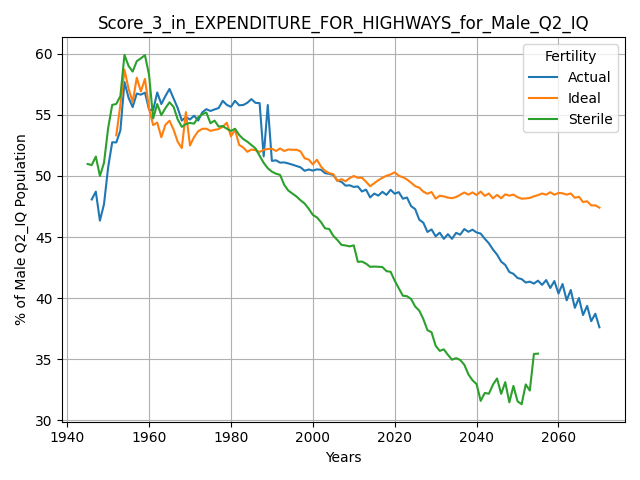 Score_3_in_EXPENDITURE_FOR_HIGHWAYS_for_Male_Q2_IQ
Fertility
Actual
Ideal
Sterile
% of Male Q2_IQ Population
60
55
50
45
40
35
30
1940
1960
1980
2000
2020
2040
2060
Years